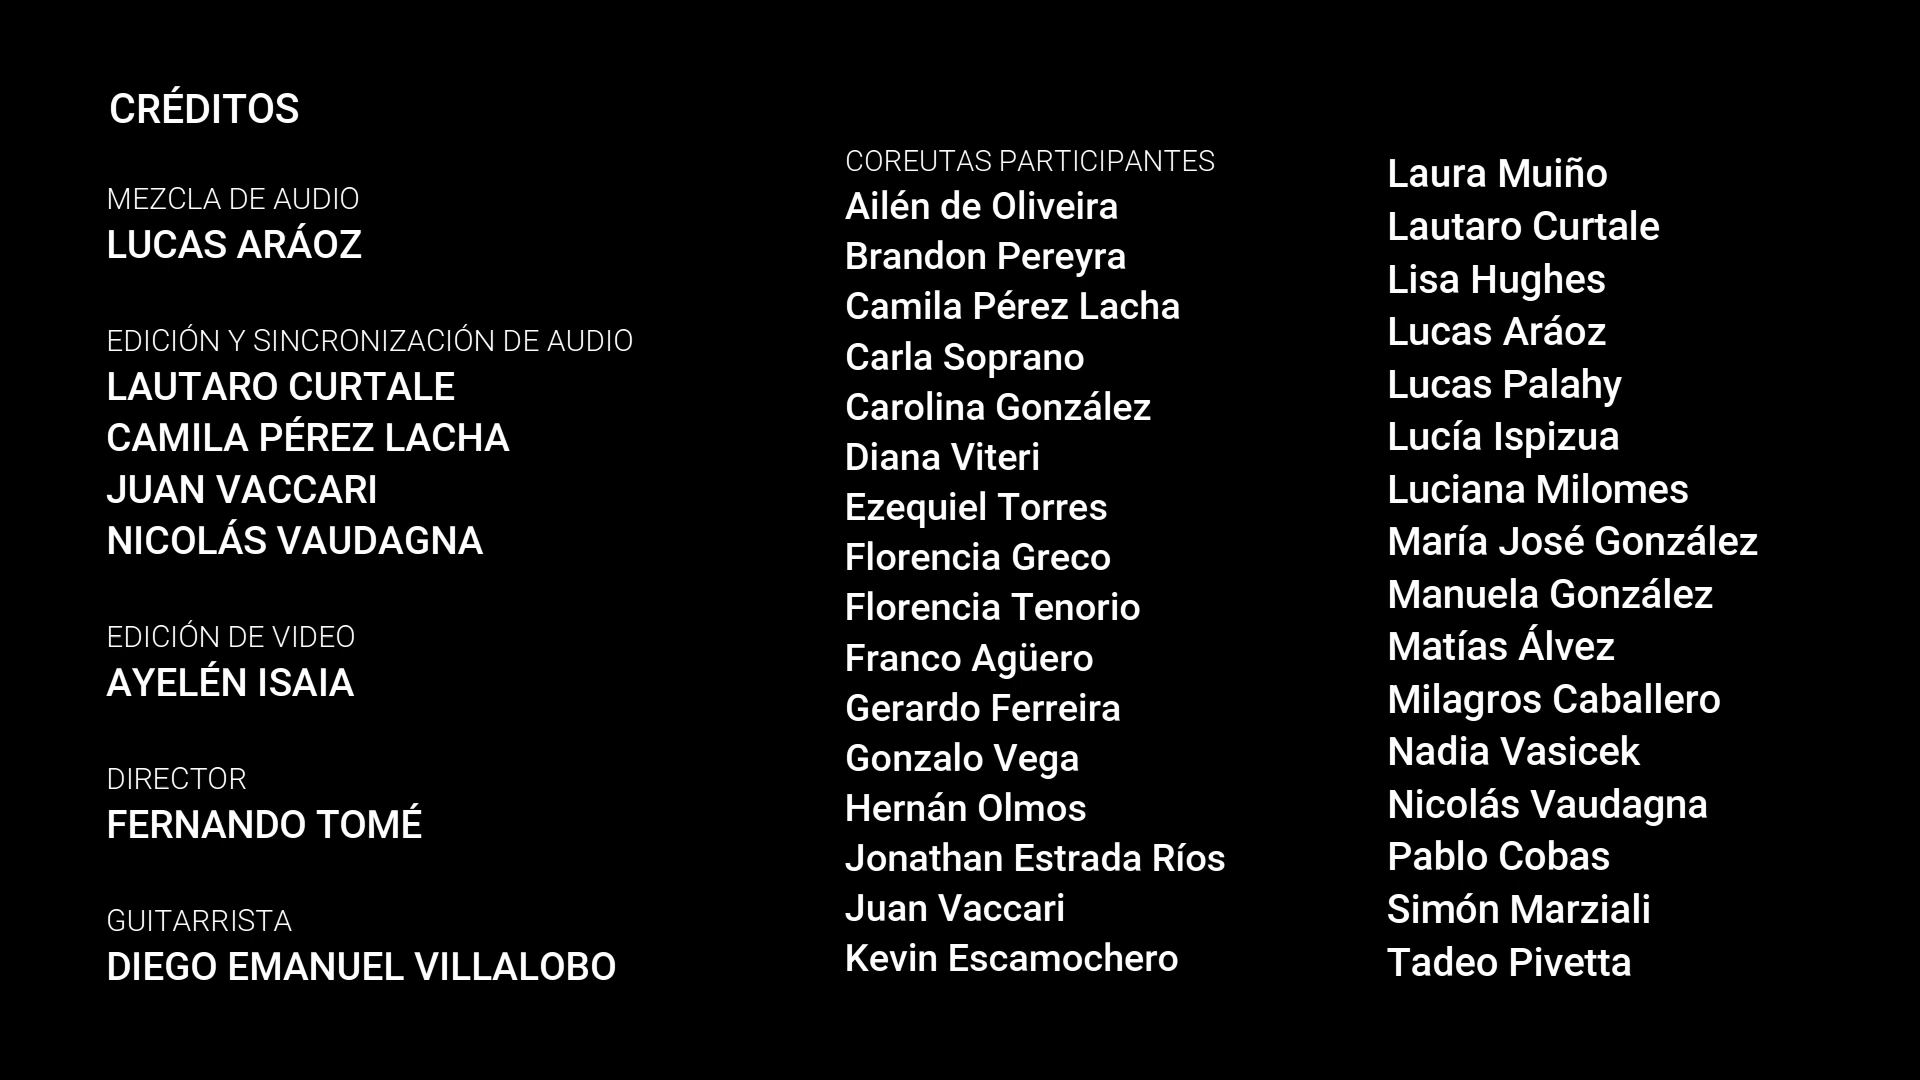 CRÉDITOS
MEZCLA DE AUDIO
LUCAS ARÁOZ
EDICIÓN Y SINCRONIZACIÓN DE AUDIO
LAUTARO CURTALE
CAMILA PÉREZ LACHA
JUAN VACCARI
NICOLÁS VAUDAGNA
EDICIÓN DE VIDEO
AYELÉN ISAIA
DIRECTOR
FERNANDO TOMÉ
GUITARRISTA
DIEGO EMANUEL VILLALOBO
COREUTAS PARTICIPANTES
Ailén de Oliveira
Brandon Pereyra
Camila Pérez Lacha
Carla Soprano
Carolina González
Diana Viteri
Ezequiel Torres
Florencia Greco
Florencia Tenorio
Franco Agüero
Gerardo Ferreira
Gonzalo Vega
Hernán Olmos
Jonathan Estrada Ríos
Juan Vaccari
Kevin Escamochero
Laura Muiño
Lautaro Curtale
Lisa Hughes
Lucas Aráoz
Lucas Palahy
Lucía Ispizua
Luciana Milomes
María José González
Manuela González
Matías Álvez
Milagros Caballero
Nadia Vasicek
Nicolás Vaudagna
Pablo Cobas
Simón Marziali
Tadeo Pivetta